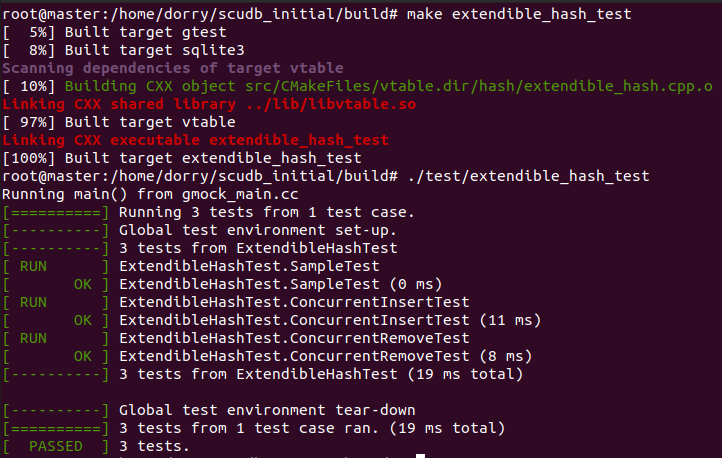 root@master:/home/dorry/scudb_initial/build# make extendible_hash_test
[  5%] Built target gtest
[  8%] Built target sqlite3
Scanning dependencies of target vtable
[ 10%] Building CXX object src/CMakeFiles/vtable.dir/hash/extendible_hash.cpp.o
Linking CXX shared library ../lib/libvtable.so
[ 97%] Built target vtable
Linking CXX executable extendible_hash_test
[100%] Built target extendible_hash_test
root@master:/home/dorry/scudb_initial/build# ./test/extendible_hash_test
Running main() from gmock_main.cc
[==========] Running 3 tests from 1 test case.
[----------] Global test environment set-up.
[----------] 3 tests from ExtendibleHashTest
[ RUN      ] ExtendibleHashTest.SampleTest
[       OK ] ExtendibleHashTest.SampleTest (0 ms)
[ RUN      ] ExtendibleHashTest.ConcurrentInsertTest
[       OK ] ExtendibleHashTest.ConcurrentInsertTest (11 ms)
[ RUN      ] ExtendibleHashTest.ConcurrentRemoveTest
[       OK ] ExtendibleHashTest.ConcurrentRemoveTest (8 ms)
[----------] 3 tests from ExtendibleHashTest (19 ms total)

[----------] Global test environment tear-down
[==========] 3 tests from 1 test case ran. (19 ms total)
[  PASSED  ] 3 tests.